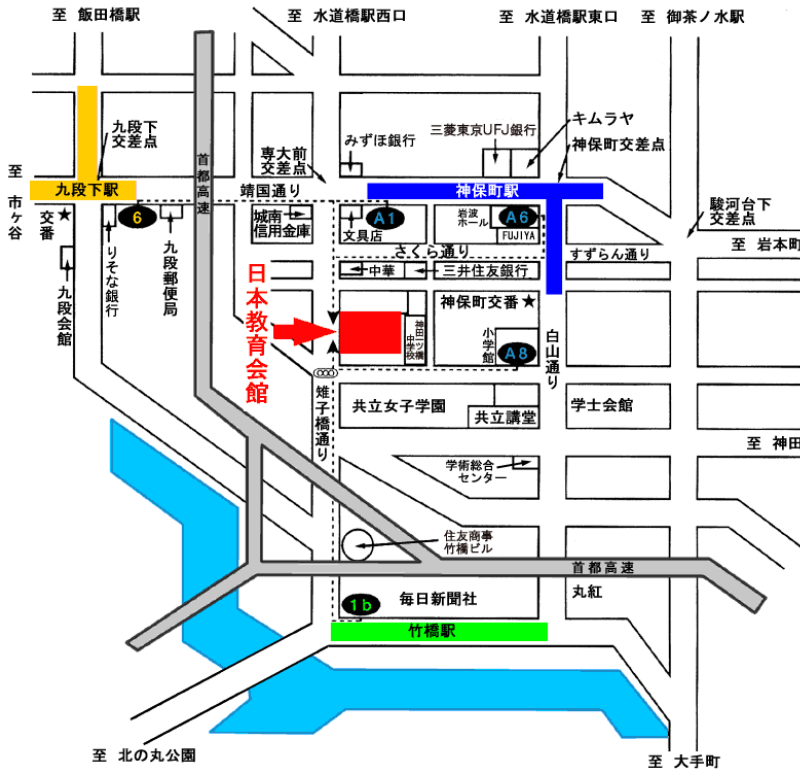 至 飯田橋駅
至 水道橋駅西口
至 水道橋駅東口
至 御茶ノ水駅
九段下
交差点
首都高速
専大前
交差点
みずほ銀行
三菱東京UFJ銀行
キムラヤ
神保町交差点
至 市ヶ谷
九段下駅
靖国通り
神保町駅
交番★
6
城南
信用金庫
文具店
A1
岩波
ホール
A6
FUJIYA
駿河台下
交差点
至 岩本町
りそな銀行
九段郵便局
九段会館
さくら通り
すずらん通り
中華
三井住友銀行
日本教育会館
神保町交番★
神田一ツ橋
中学校
小学館
A8
白山通り
雉子橋通り
共立女子学園
共立講堂
学士会館
至 神田
学術総合
センター
住友商事
竹橋ビル
首都高速
丸紅
1b
毎日新聞社
竹橋駅
至 北の丸公園
至 大手町